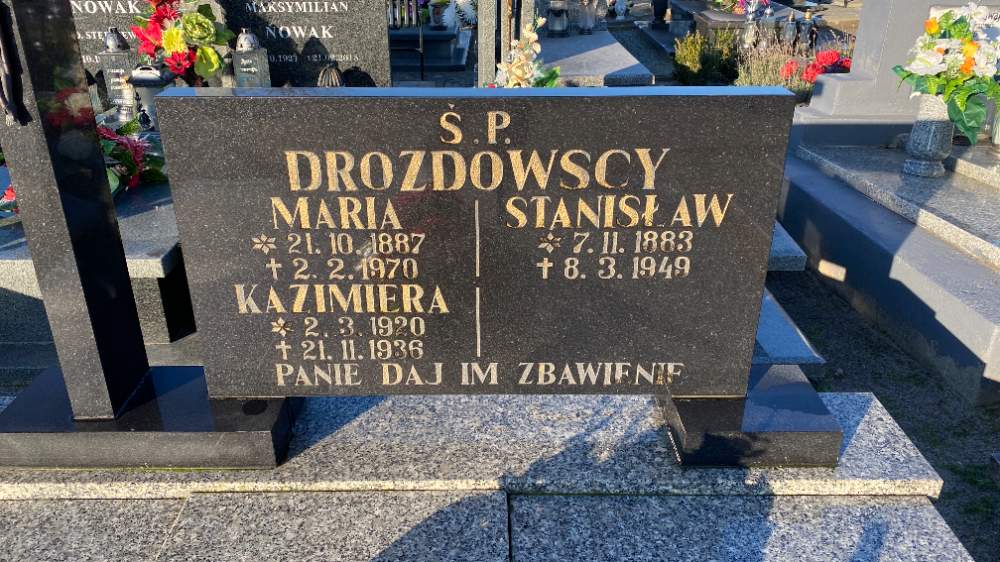 NOWAK
MAKSYMILIAN
NOWAK
Ś. P.
DROZDOWSCY
MARIA
✲ 21. 10. 1887
✝ 2. 2. 1970
STANISŁAW
✲ 7. 11. 1883
✝ 8. 3. 1949
KAZIMIERA
✲ 2. 3. 1920
✝ 21. 11. 1936
PANIE DAJ IM ZBAWIENIE